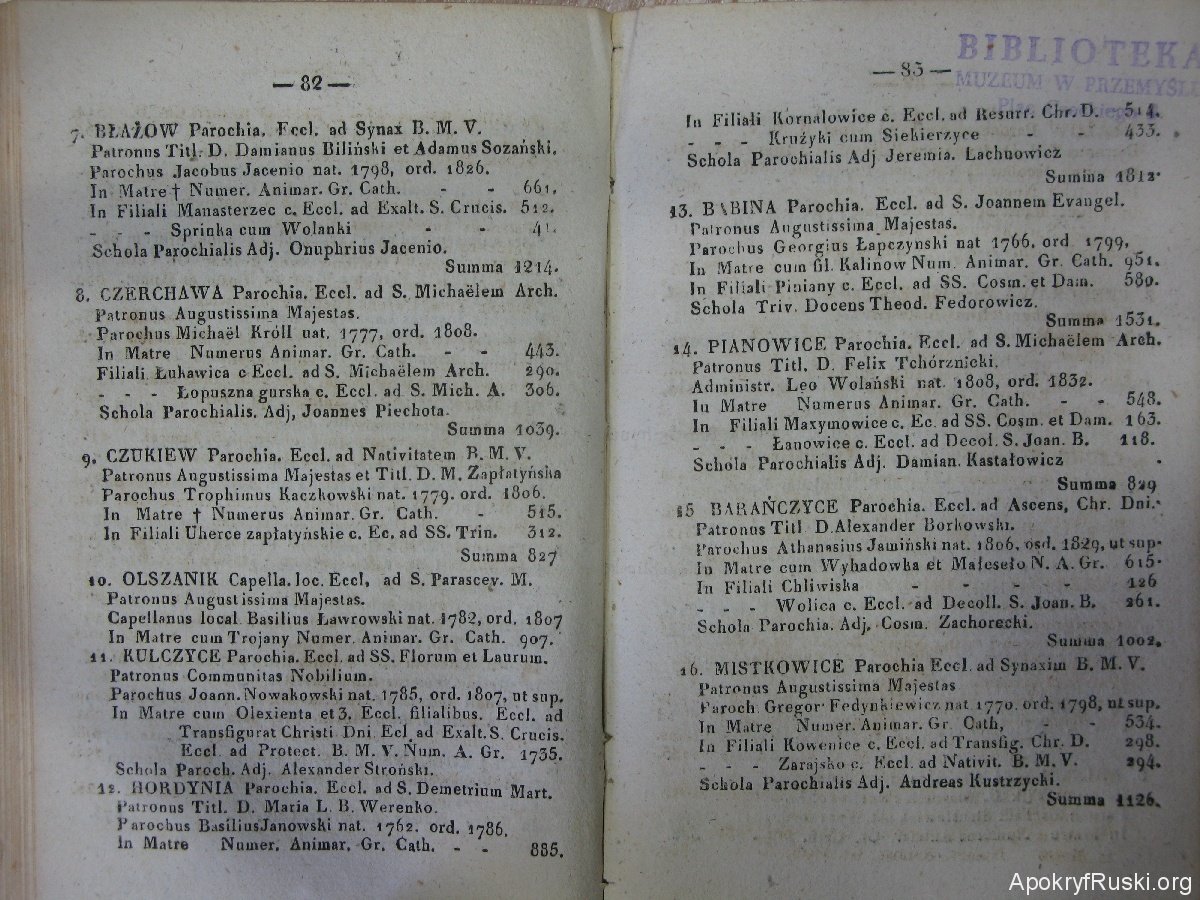 — 82 —
7. BŁAŻOW Parochia. Eccl. ad Synax B. M. V.
Patronus Titl. D. Damianus Biliński et Adamus Sozański.
Parochus Jacobus Jacenio nat. 1798, ord. 1826.
In Matre † Numer. Animar. Gr. Cath. - - 661.
In Filiali Manasterzec c. Eccl. ad Exalt. S. Crucis. 512.
- - - Sprinka cum Wolanki - - 41.
Schola Parochialis Adj. Onuphrius Jacenio.
Summa 1214.
8. CZERCHAWA Parochia. Eccl. ad S. Michaëlem Arch.
Patronus Augustissima Majestas.
Parochus Michaël Króll nat. 1777, ord. 1808.
In Matre Numerus Animar. Gr. Cath. - - 443.
Filiali Łukawica c Eccl. ad S. Michaëlem Arch. 290.
- - - Łopuszna gurska c. Eccl. ad S. Mich. A. 306.
Schola Parochialis. Adj, Joannes Piechota.
Summa 1039.
9. CZUKIEW Parochia. Eccl. ad Nativitatem B. M. V.
Patronus Augustissima Majestas et Titl. D. M. Zapłatyńska
Parochus Trophimus Kaczkowski nat. 1779. ord. 1806.
In Matre † Numerus Animar. Gr. Cath. - 515.
In Filiali Uherce zapłatyńskie c. Ec. ad SS. Trin. 312.
Summa 827
10. OLSZANIK Capella. loc. Eccl, ad S. Parascev. M.
Patronus Augustissima Majestas.
Capellanus local. Basilius Ławrowski nat. 1782, ord. 1807
In Matre cum Trojany Numer. Animar. Gr. Cath. 907.
11. KULCZYCE Parochia. Eccl. ad SS. Florum et Laurum.
Patronus Communitas Nobilium.
Parochus Joann. Nowakowski nat. 1785, ord. 1807, ut sup.
In Matre cum Olexienta et 3. Eccl. filialibus. Eccl. ad
Transfigurat Christi Dni. Ecl. ad Exalt. S. Crucis.
Eccl. ad Protect. B. M. V. Num. A. Gr. 1735.
Schola Paroch. Adj. Alexander Stroński.
12. HORDYNIA Parochia. Eccl. ad S. Demetrium Mart.
Patronus Titl. D. Maria L. B. Werenko.
Parochus Basilius Janowski nat. 1762. ord. 1786.
In Matre Numer. Animar. Gr. Cath. - - 885.
— 83 —
BIBLIOTEKA
MUZEUM W PRZEMYŚLU
In Filiali Kornalowice c. Eccl. ad Resurr. Chr. D. 514.
- - - Krużyki cum Siekierzyce - - 433.
Schola Parochialis Adj Jeremia. Lachnowicz
Summa 1812.
13. BABINA Parochia. Eccl. ad S. Joannem Evangel.
Patronus Augustissima Majestas.
Parochus Georgius Łapczynski nat 1766, ord 1799,
In Matre cum fil. Kalinow Num. Animar. Gr. Cath. 951.
In Filiali Piniany c. Eccl. ad SS. Cosm. et Dam. 580.
Schola Triv. Docens Theod. Fedorowicz.
Summa 1531.
14. PIANOWICE Parochia. Eccl. ad S. Michaëlem Arch.
Patronus Titl. D. Felix Tchórznicki.
Administr. Leo Wolański nat. 1808, ord. 1832.
In Matre Numerus Animar. Gr. Cath. - - 548.
In Filiali Maxymowice c. Ec. ad SS. Cosm. et Dam. 163.
- - - Łanowice c. Eccl. ad Decol. S. Joan. B. 118.
Schola Parochialis Adj. Damian. Kastałowicz
Summa 829
15 BARAŃCZYCE Parochia. Eccl. ad Ascens, Chr. Dni.
Patronus Titl D. Alexander Borkowski.
Parochus Athanasius Jamiński nat. 1806. osd. 1829, ut sup.
In Matre cum Wyhadowka et Małeseło N. A. Gr. 615.
In Filiali Chliwiska - - - - 126
- - - Wolica c. Eccl. ad Decoll. S. Joan. B. 261.
Schola Parochia. Adj. Cosm. Zachorecki.
Summa 1002.
16. MISTKOWICE Parochia Eccl. ad Synaxim B. M. V.
Patronus Augustissima Majestas
Paroch. Gregor. Fedynkiewicz nat 1770. ord. 1798, ut sup.
In Matre Numer. Animar. Gr. Cath, - - 534.
In Filiali Kowenice c. Eccl. ad Transfig. Chr. D. 298.
- - - Zarajsko c. Eccl. ad Nativit. B. M. V. 294.
Schola Parochialis Adj. Andreas Kustrzycki.
Summa 1126.
ApokryfRuski.org